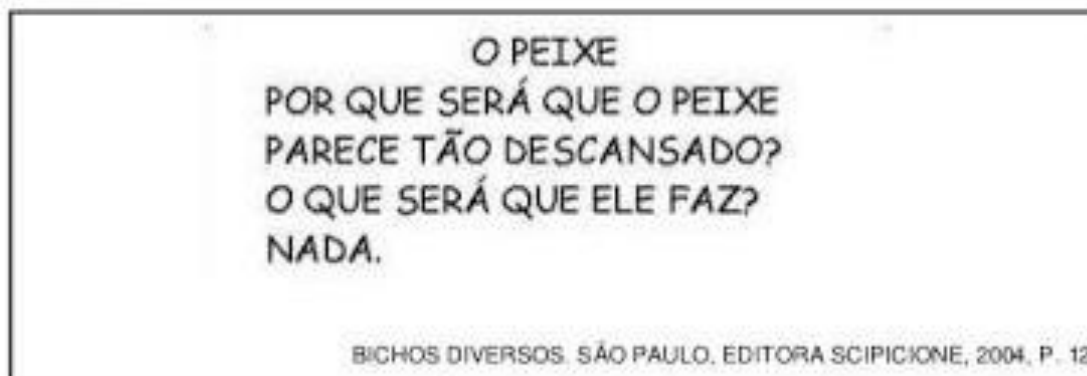 O PEIXE
POR QUE SERÁ QUE O PEIXE
PARECE TÃO DESCANSADO?
O QUE SERÁ QUE ELE FAZ?
NADA.
BICHOS DIVERSOS. SÃO PAULO, EDITORA SCIPICIONE, 2004, P. 12